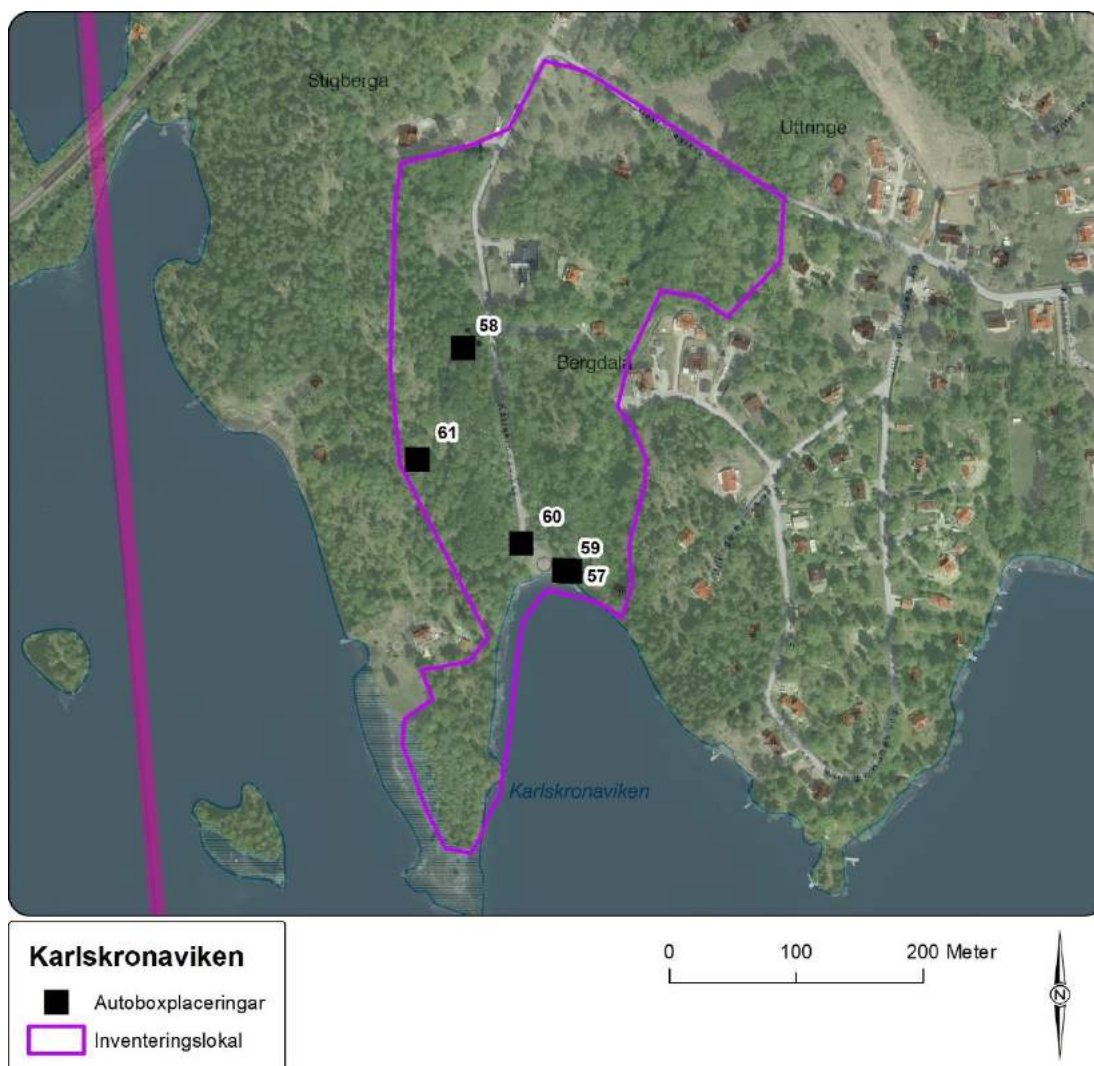 Stigberga
Uttringe
58
Bergdala
61
60
59
57
Karlskronaviken
Karlskronaviken
Autoboxplaceringar
Inventeringslokal
0 100 200 Meter
N